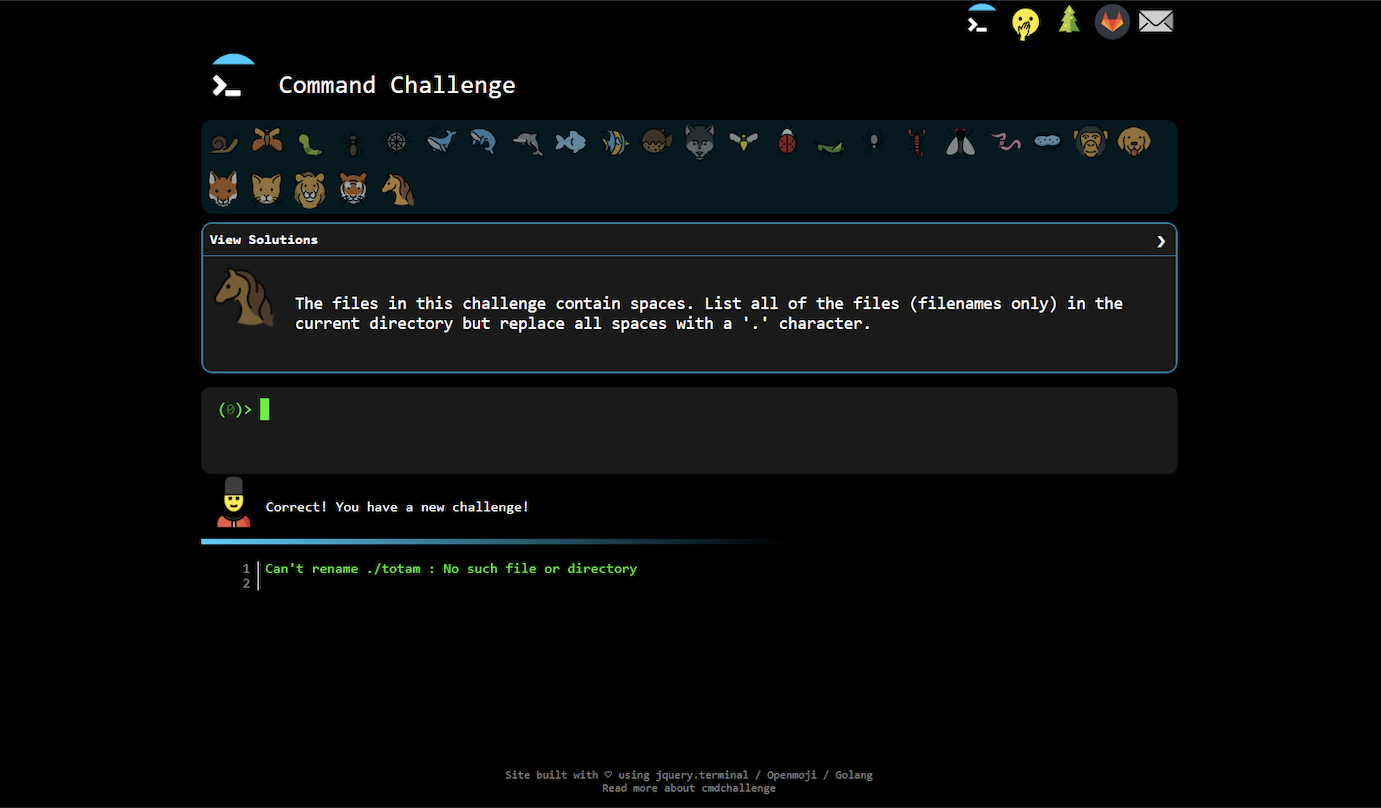 Command Challenge
View Solutions
The files in this challenge contain spaces. List all of the files (filenames only) in the
current directory but replace all spaces with a '.' character.
(0)>
Correct! You have a new challenge!
1 Can't rename ./totam : No such file or directory
2
Site built with ♡ using jquery.terminal / Openmoji / Golang
Read more about cmdchallenge